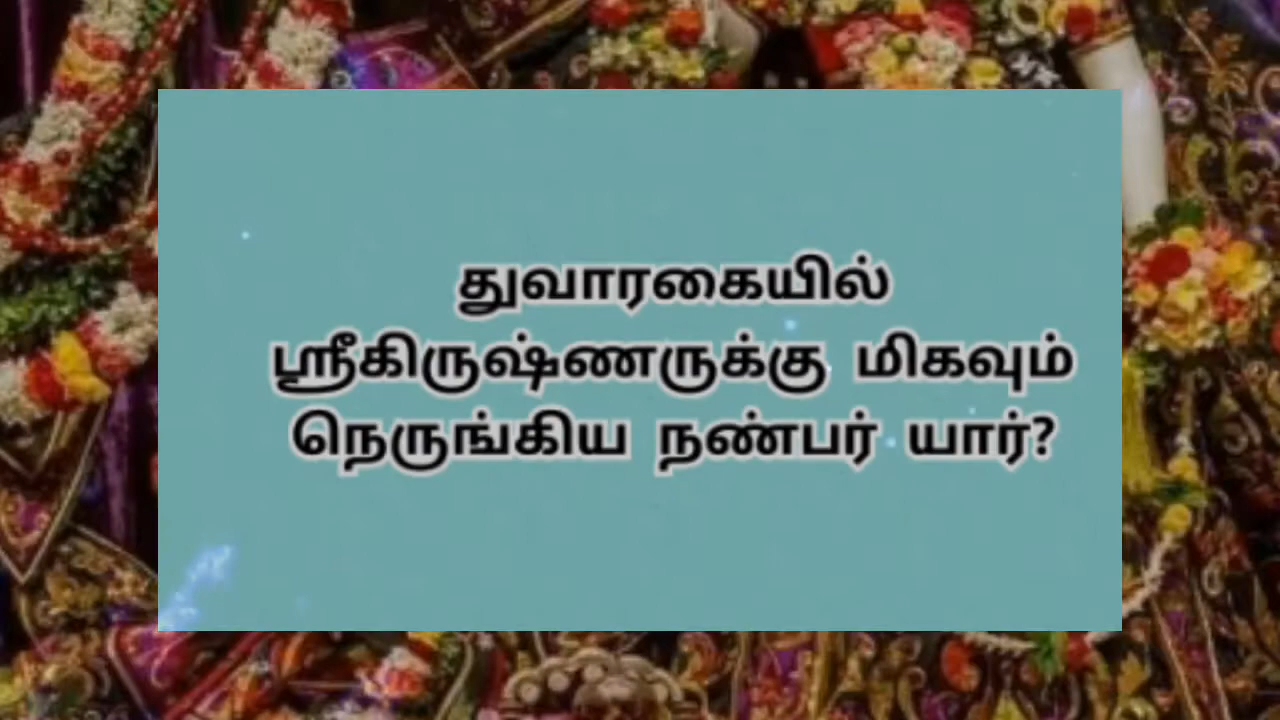 துவாரகையில்
ஸ்ரீகிருஷ்ணருக்கு மிகவும்
நெருங்கிய நண்பர் யார்?